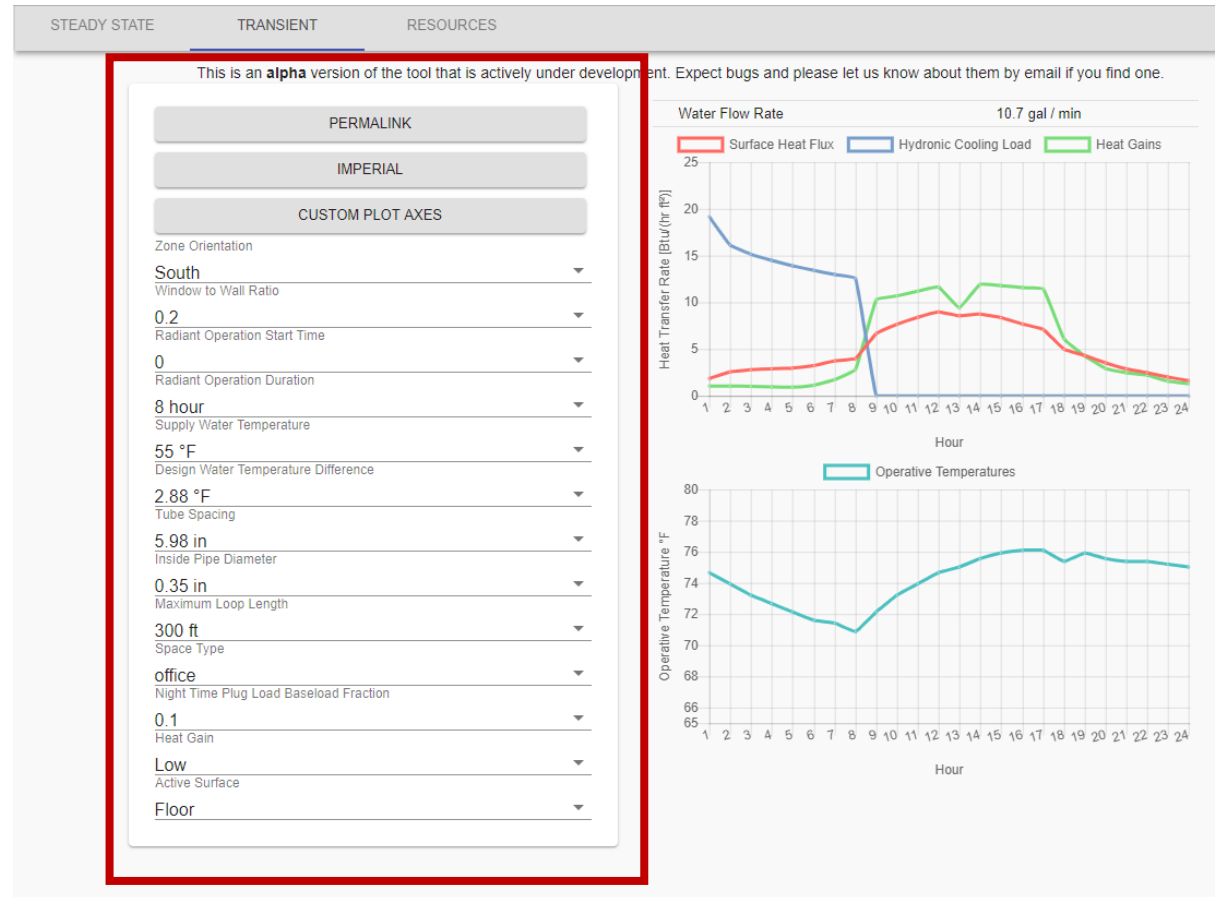 STEADY STATE TRANSIENT RESOURCES
This is an alpha version of the tool that is actively under development. Expect bugs and please let us know about them by email if you find one.
PERMALINK
IMPERIAL
CUSTOM PLOT AXES
Zone Orientation
South
Window to Wall Ratio
0.2
Radiant Operation Start Time
0
Radiant Operation Duration
8 hour
Supply Water Temperature
55 °F
Design Water Temperature Difference
2.88 °F
Tube Spacing
5.98 in
Inside Pipe Diameter
0.35 in
Maximum Loop Length
300 ft
Space Type
office
Night Time Plug Load Baseload Fraction
0.1
Heat Gain
Low
Active Surface
Floor
Water Flow Rate 10.7 gal / min
Surface Heat Flux Hydronic Cooling Load Heat Gains
Heat Transfer Rate [Btu/(hr ft²)]
25
20
15
10
5
0
1 2 3 4 5 6 7 8 9 10 11 12 13 14 15 16 17 18 19 20 21 22 23 24
Hour
Operative Temperatures
Operative Temperature °F
80
78
76
74
72
70
68
66
65
1 2 3 4 5 6 7 8 9 10 11 12 13 14 15 16 17 18 19 20 21 22 23 24
Hour